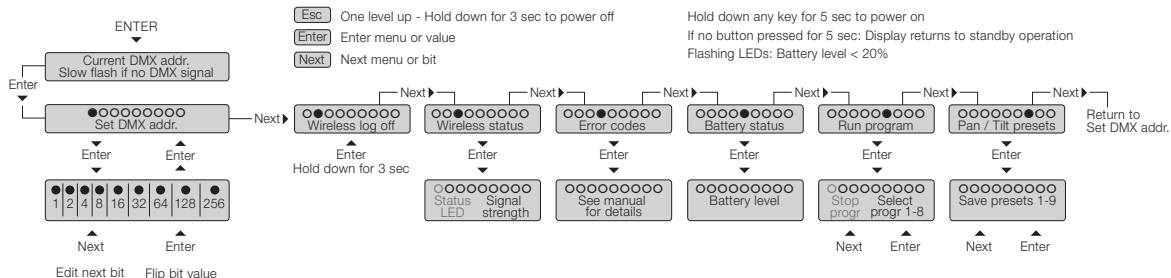 Esc One level up - Hold down for 3 sec to power off
Enter Enter menu or value
Next Next menu or bit
Hold down any key for 5 sec to power on
If no button pressed for 5 sec: Display returns to standby operation
Flashing LEDs: Battery level < 20%
ENTER
Current DMX addr.
Slow flash if no DMX signal
Enter
Set DMX addr.
Next
Wireless log off
Next
Wireless status
Next
Error codes
Next
Battery status
Next
Run program
Next
Pan / Tilt presets
Next
Return to
Set DMX addr.
Enter Enter
1 2 4 8 16 32 64 128 256
Next Enter
Edit next bit Flip bit value
Enter
Hold down for 3 sec
Enter
Status LED
Signal strength
Enter
See manual
for details
Enter
Battery level
Enter
Stop progr
Select progr 1-8
Next Enter
Enter
Save presets 1-9
Next Enter